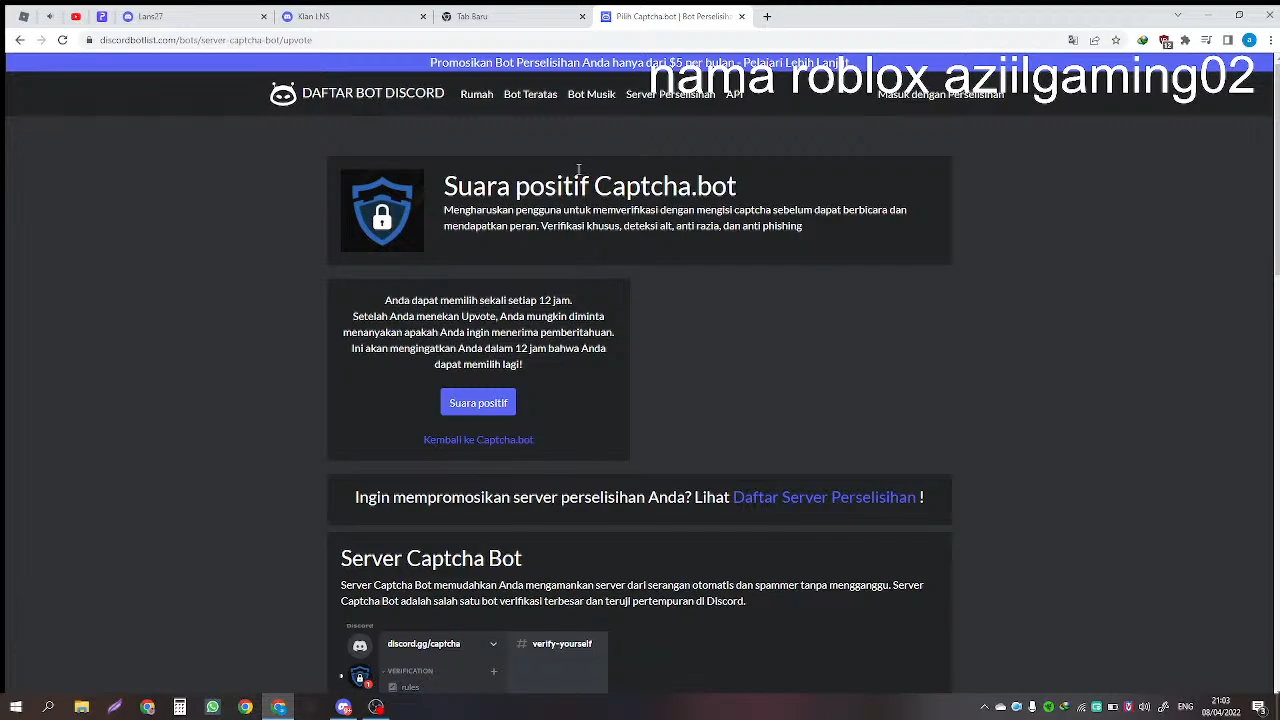 Lans27
Klan LNS
Tab Baru
Pilih Captcha.bot | Bot Perselisiha
discordbotlist.com/bots/server-captcha-bot/upvote
12
a
Promosikan Bot Perselisihan Anda hanya dari $5 per bulan - Pelajari Lebih Lanjut
nama roblox aziilgaming02
DAFTAR BOT DISCORD Rumah Bot Teratas Bot Musik Server Perselisihan API Masuk dengan Perselisihan
Suara positif Captcha.bot
Mengharuskan pengguna untuk memverifikasi dengan mengisi captcha sebelum dapat berbicara dan
mendapatkan peran. Verifikasi khusus, deteksi alt, anti razia, dan anti phishing
Anda dapat memilih sekali setiap 12 jam.
Setelah Anda menekan Upvote, Anda mungkin diminta
menanyakan apakah Anda ingin menerima pemberitahuan.
Ini akan mengingatkan Anda dalam 12 jam bahwa Anda
dapat memilih lagi!
Suara positif
Kembali ke Captcha.bot
Ingin mempromosikan server perselisihan Anda? Lihat Daftar Server Perselisihan !
Server Captcha Bot
Server Captcha Bot memudahkan Anda mengamankan server dari serangan otomatis dan spammer tanpa mengganggu. Server
Captcha Bot adalah salah satu bot verifikasi terbesar dan teruji pertempuran di Discord.
Discord
discord.gg/captcha # verify-yourself
VERIFICATION +
1
rules
ENG
21:03
08/04/2022